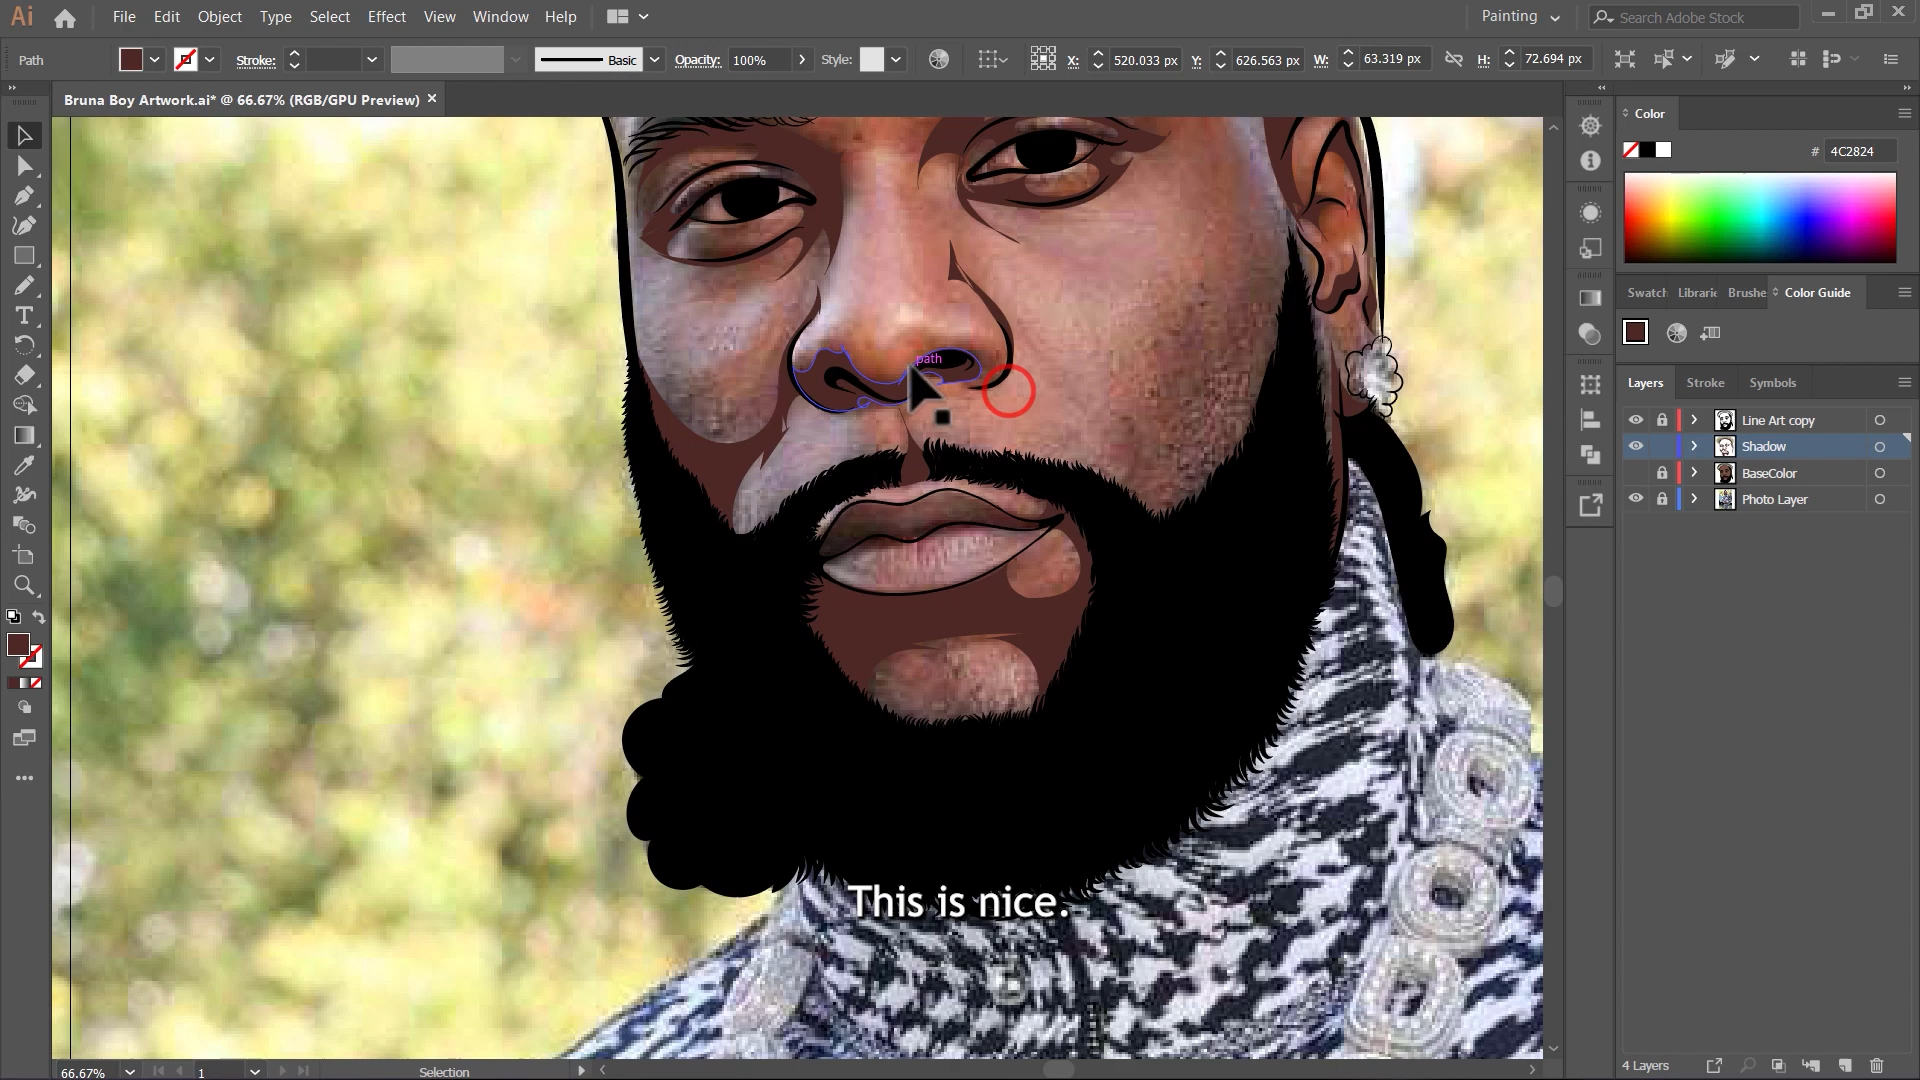 Ai File Edit Object Type Select Effect View Window Help Painting Search Adobe Stock
Path Stroke: Basic Opacity: 100% Style: X: 520.033 px Y: 626.563 px W: 63.319 px H: 72.694 px
Bruna Boy Artwork.ai* @ 66.67% (RGB/GPU Preview) ×
Color
# 4C2824
Swatch Librarie Brushe Color Guide
path
Layers Stroke Symbols
Line Art copy
Shadow
BaseColor
Photo Layer
This is nice.
66.67% 1 Selection 4 Layers